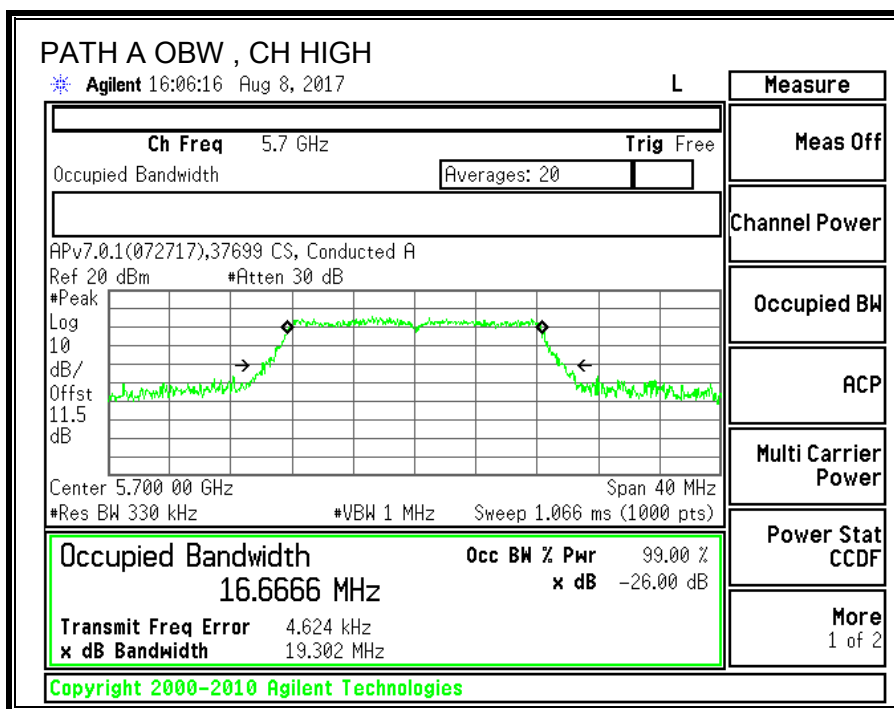 PATH A OBW , CH HIGH
Agilent 16:06:16 Aug 8, 2017 L
Measure
Ch Freq 5.7 GHz Trig Free
Meas Off
Occupied Bandwidth Averages: 20
Channel Power
APv7.0.1(072717),37699 CS, Conducted A
Ref 20 dBm #Atten 30 dB
#Peak
Log
10
dB/
Offst
11.5
dB
Occupied BW
ACP
Multi Carrier
Power
Center 5.700 00 GHz Span 40 MHz
#Res BW 330 kHz #VBW 1 MHz Sweep 1.066 ms (1000 pts)
Power Stat
CCDF
Occupied Bandwidth Occ BW % Pwr 99.00 %
16.6666 MHz x dB -26.00 dB
Transmit Freq Error 4.624 kHz
x dB Bandwidth 19.302 MHz
More
1 of 2
Copyright 2000-2010 Agilent Technologies